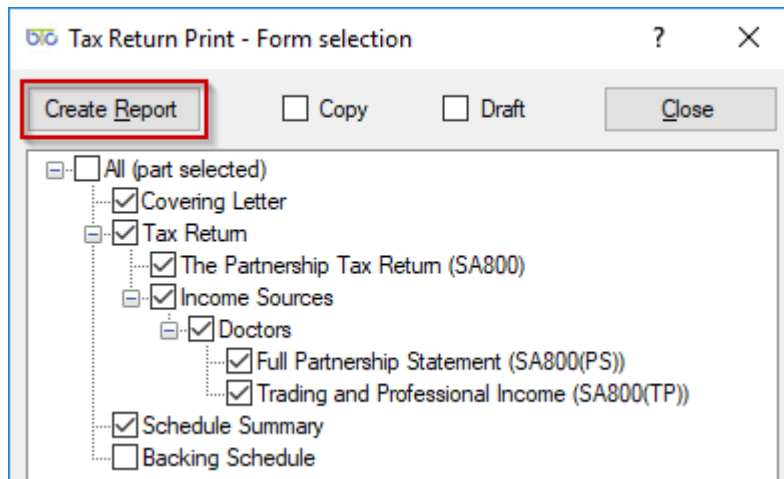 bTc Tax Return Print - Form selection ? X
Create Report Copy Draft Close
All (part selected)
Covering Letter
Tax Return
The Partnership Tax Return (SA800)
Income Sources
Doctors
Full Partnership Statement (SA800(PS))
Trading and Professional Income (SA800(TP))
Schedule Summary
Backing Schedule